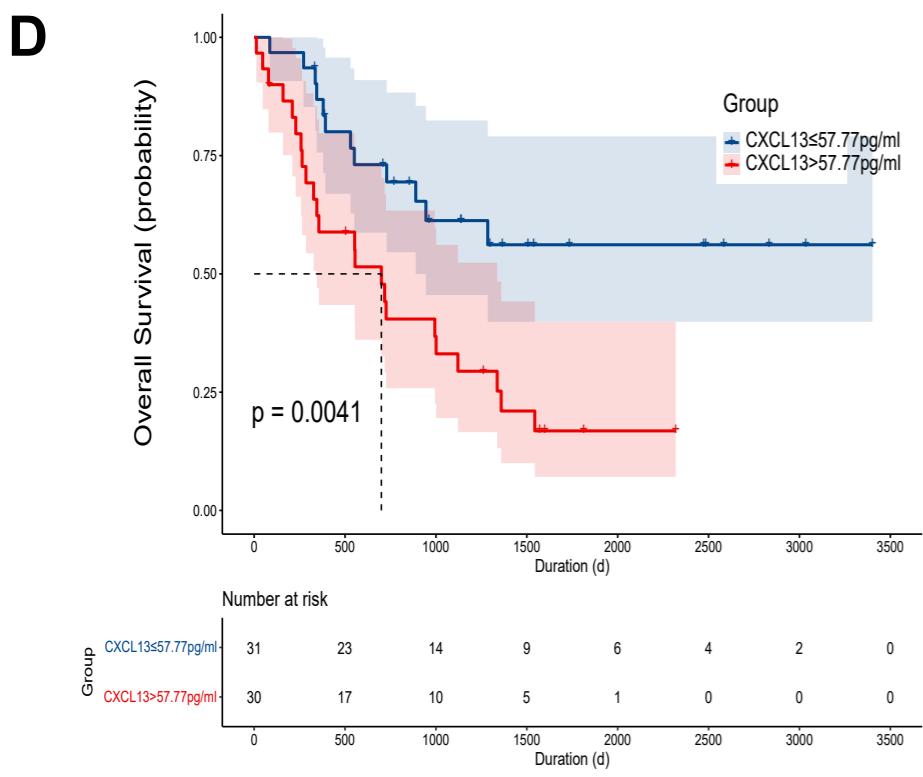 D
Overall Survival (probability)
1.00
0.75
0.50
0.25
0.00
Group
CXCL13≤57.77pg/ml
CXCL13>57.77pg/ml
p = 0.0041
0 500 1000 1500 2000 2500 3000 3500
Duration (d)
Number at risk
Group
CXCL13≤57.77pg/ml 31 23 14 9 6 4 2 0
CXCL13>57.77pg/ml 30 17 10 5 1 0 0 0
0 500 1000 1500 2000 2500 3000 3500
Duration (d)